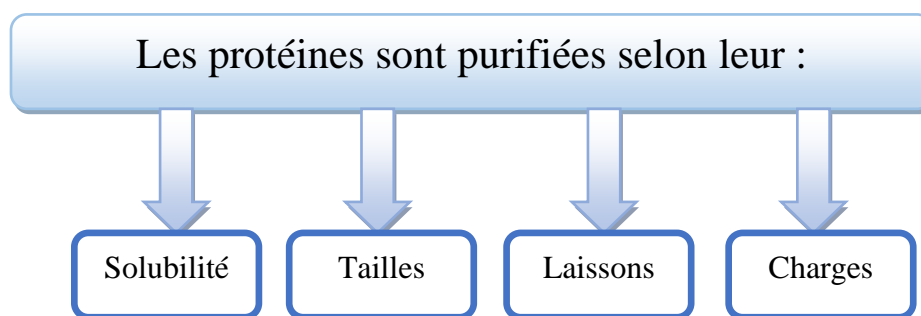 Les protéines sont purifiées selon leur :
Solubilité
Tailles
Laissons
Charges